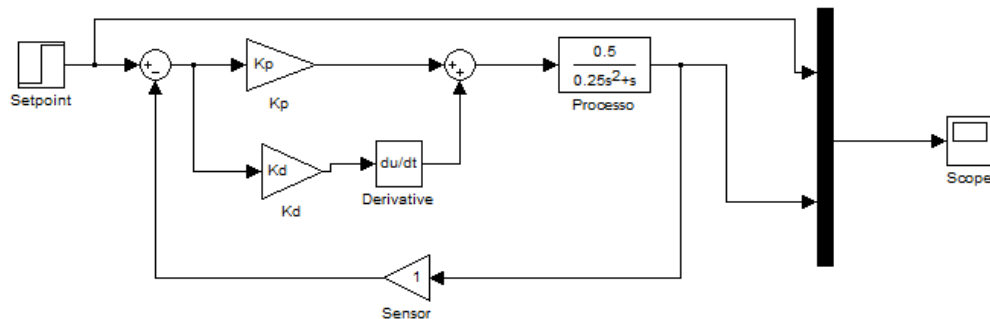 Setpoint
+
−
Kp
Kp
+
+
0.5
0.25s²+s
Processo
Kd
Kd
du/dt
Derivative
1
Sensor
Scope